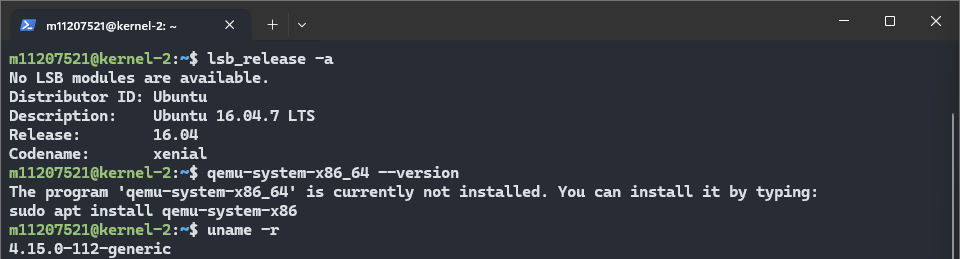 m11207521@kernel-2: ~
m11207521@kernel-2:~$ lsb_release -a
No LSB modules are available.
Distributor ID: Ubuntu
Description:    Ubuntu 16.04.7 LTS
Release:        16.04
Codename:       xenial
m11207521@kernel-2:~$ qemu-system-x86_64 --version
The program 'qemu-system-x86_64' is currently not installed. You can install it by typing:
sudo apt install qemu-system-x86
m11207521@kernel-2:~$ uname -r
4.15.0-112-generic